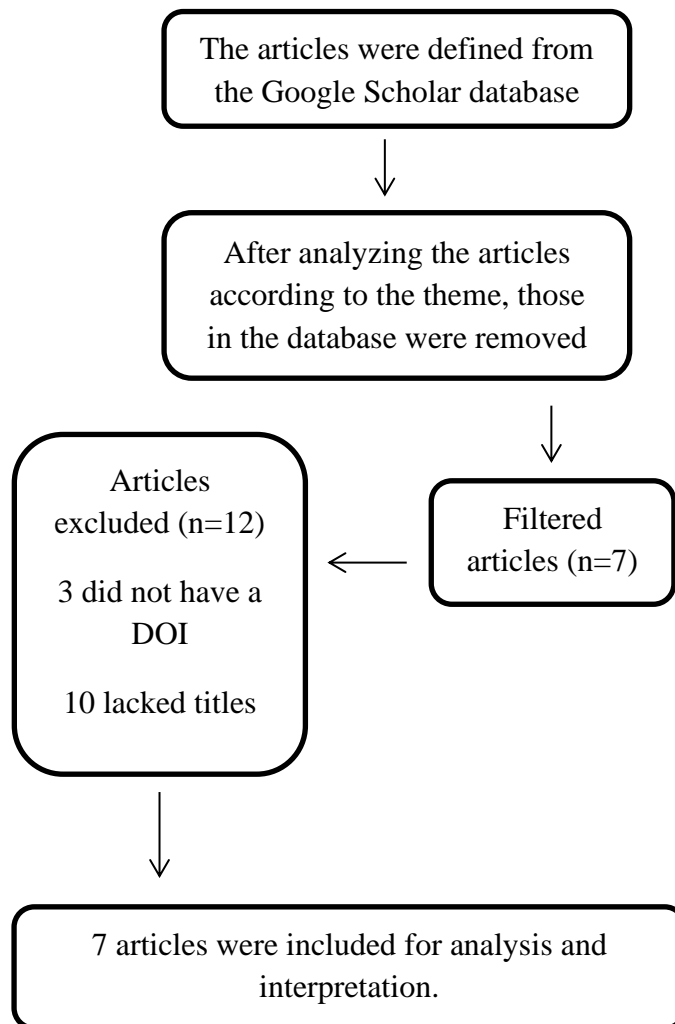 The articles were defined from
the Google Scholar database
After analyzing the articles
according to the theme, those
in the database were removed
Filtered
articles (n=7)
Articles
excluded (n=12)
3 did not have a
DOI
10 lacked titles
7 articles were included for analysis and
interpretation.